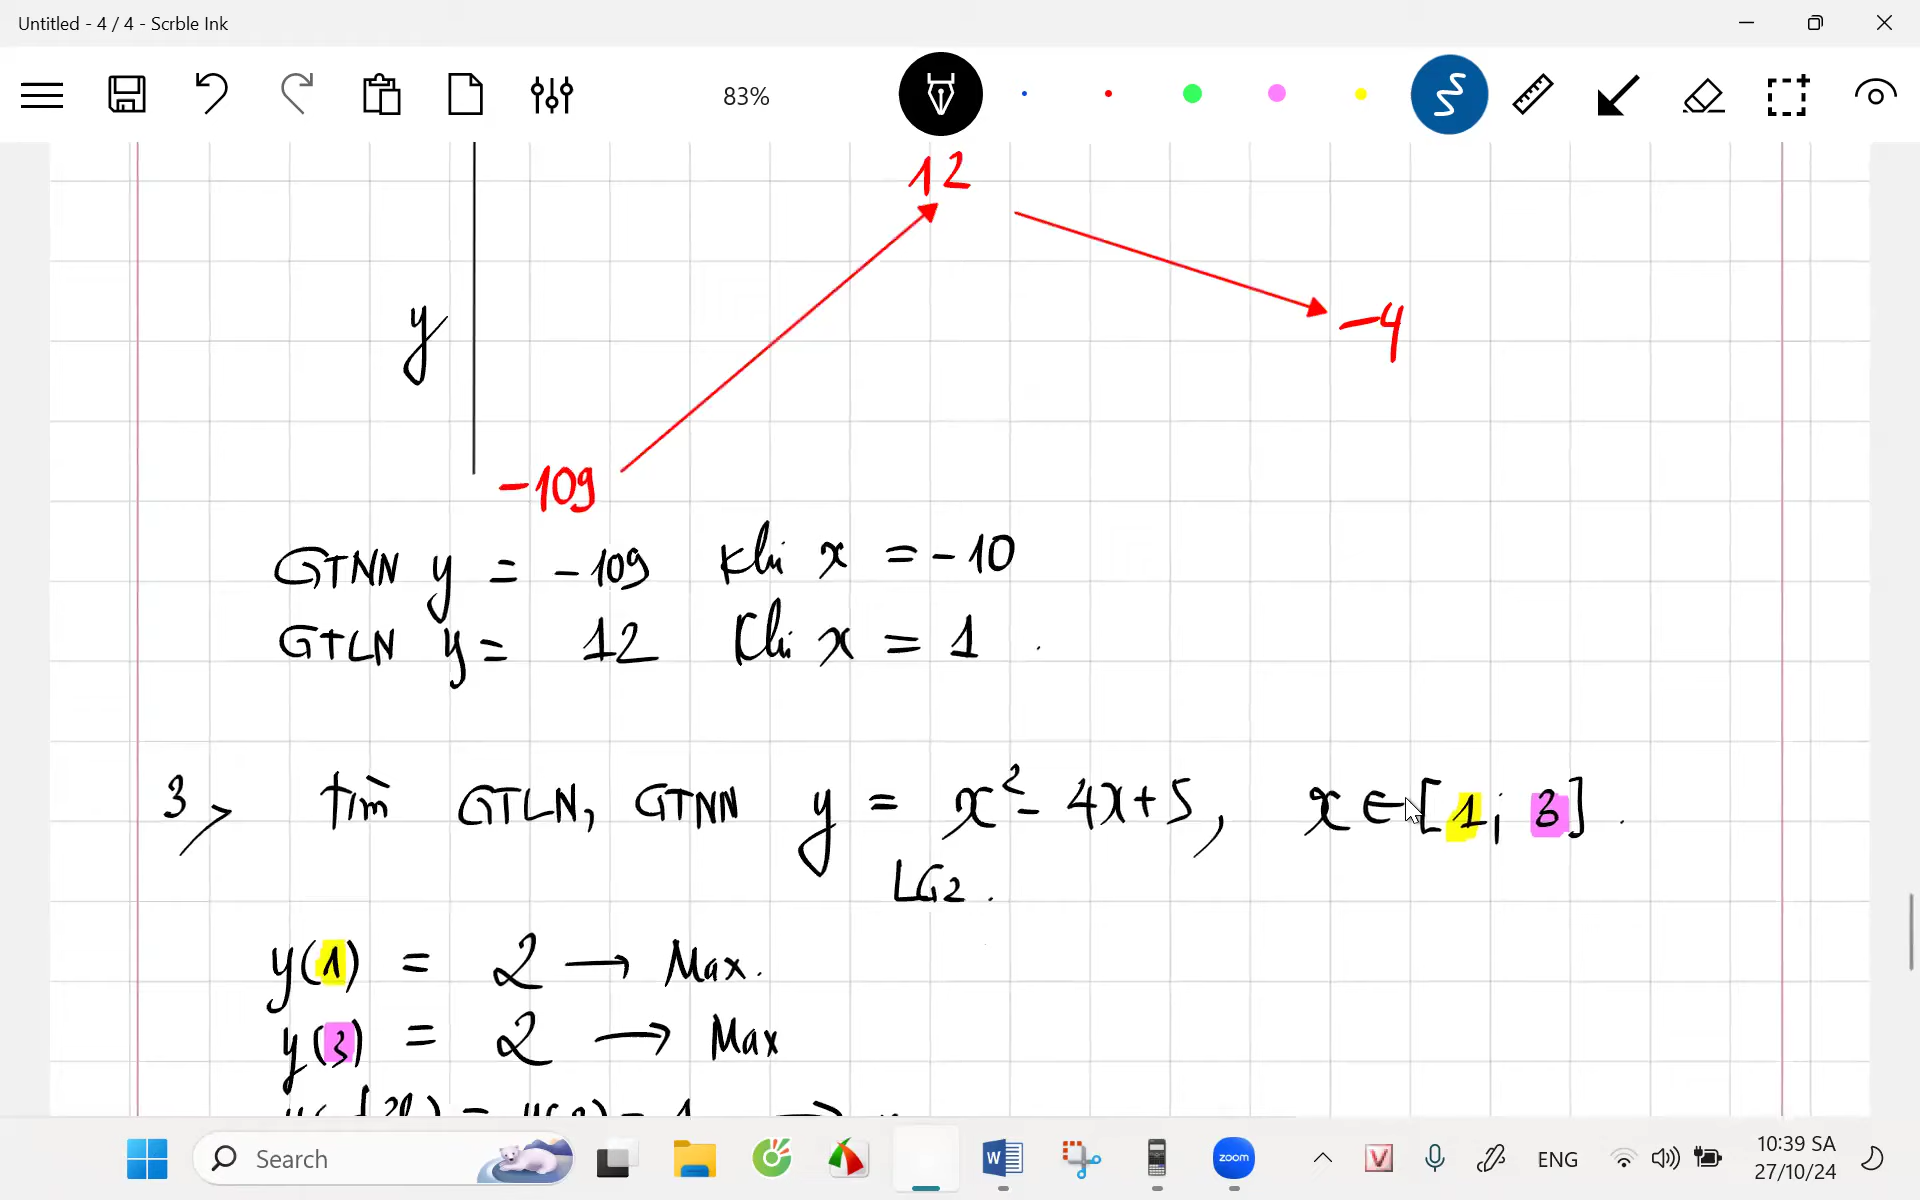 Untitled - 4 / 4 - Scrble Ink
83%
12
y
-4
-109
GTNN y = -109 khi x = -10
GTLN y = 12 khi x = 1 .
3, tìm GTLN, GTNN y = x² - 4x + 5, x ∈ [1; 3] .
LG2.
y(1) = 2 → Max.
y(3) = 2 → Max
Search
zoom
ENG
10:39 SA
27/10/24